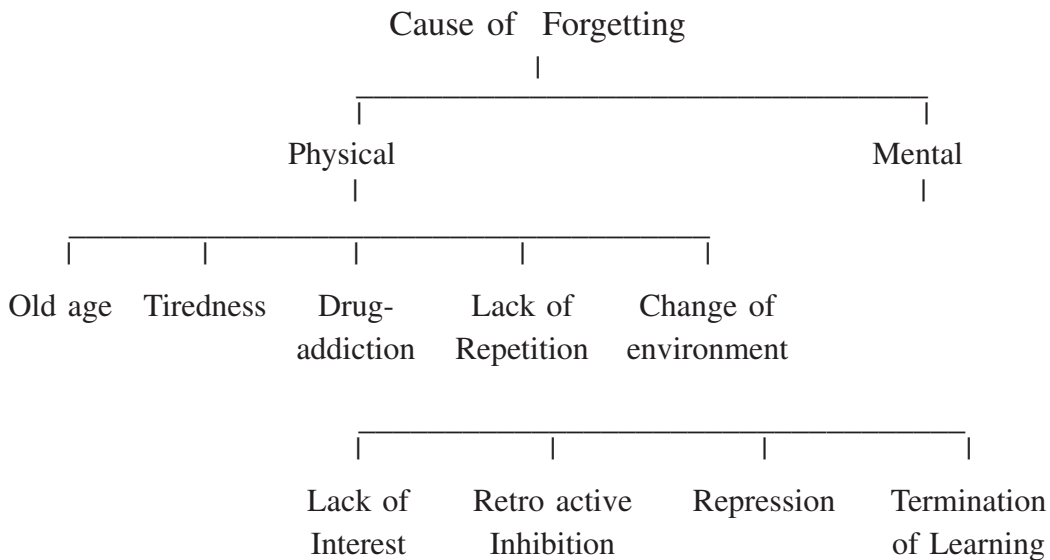 Cause of Forgetting
Physical Mental
Old age Tiredness Drug- Lack of Change of
addiction Repetition environment
Lack of Retro active Repression Termination
Interest Inhibition of Learning